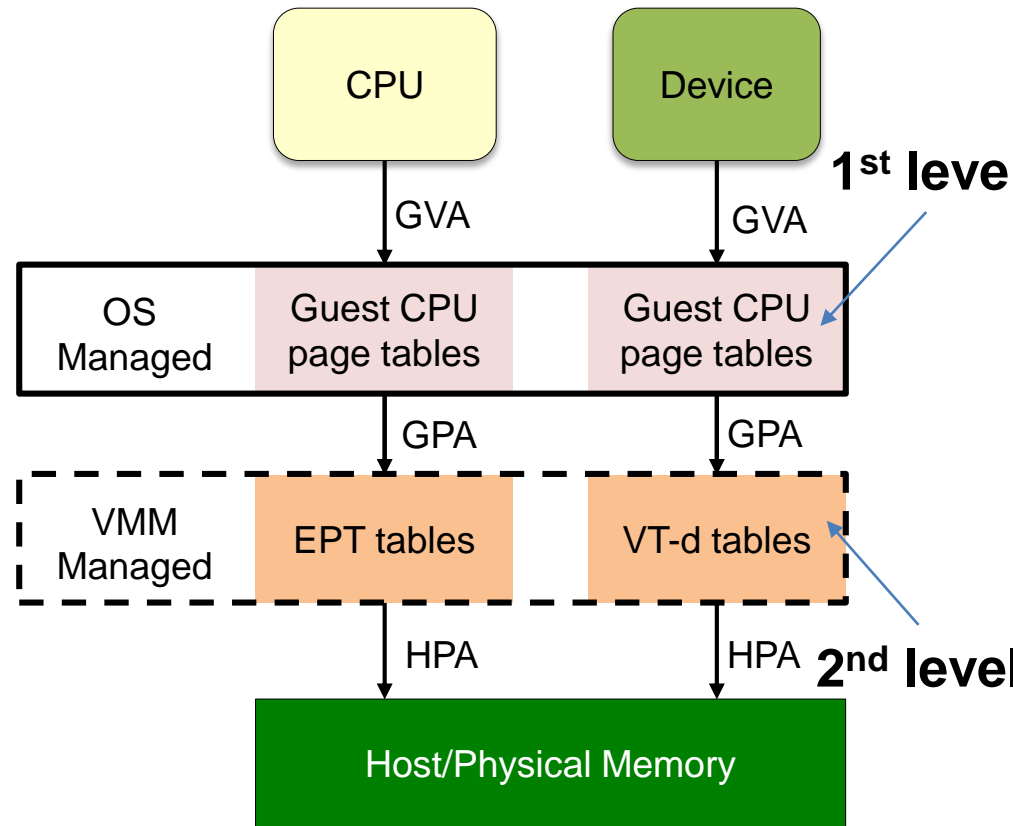 CPU
Device
1st leve
GVA
GVA
OS
Managed
Guest CPU
page tables
Guest CPU
page tables
GPA
GPA
VMM
Managed
EPT tables
VT-d tables
HPA
HPA
2nd level
Host/Physical Memory